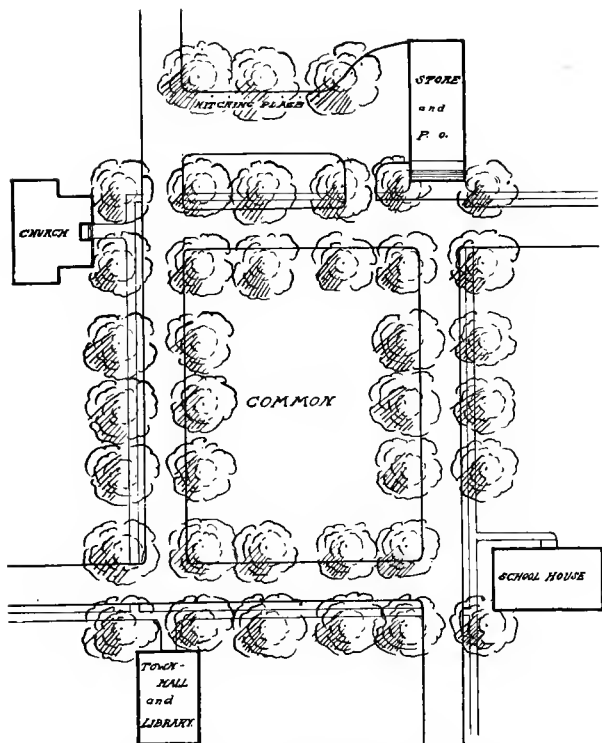 HITCHING PLACE
STORE
and
P. O.
CHURCH
COMMON
SCHOOL HOUSE
TOWN-
HALL
and
LIBRARY.